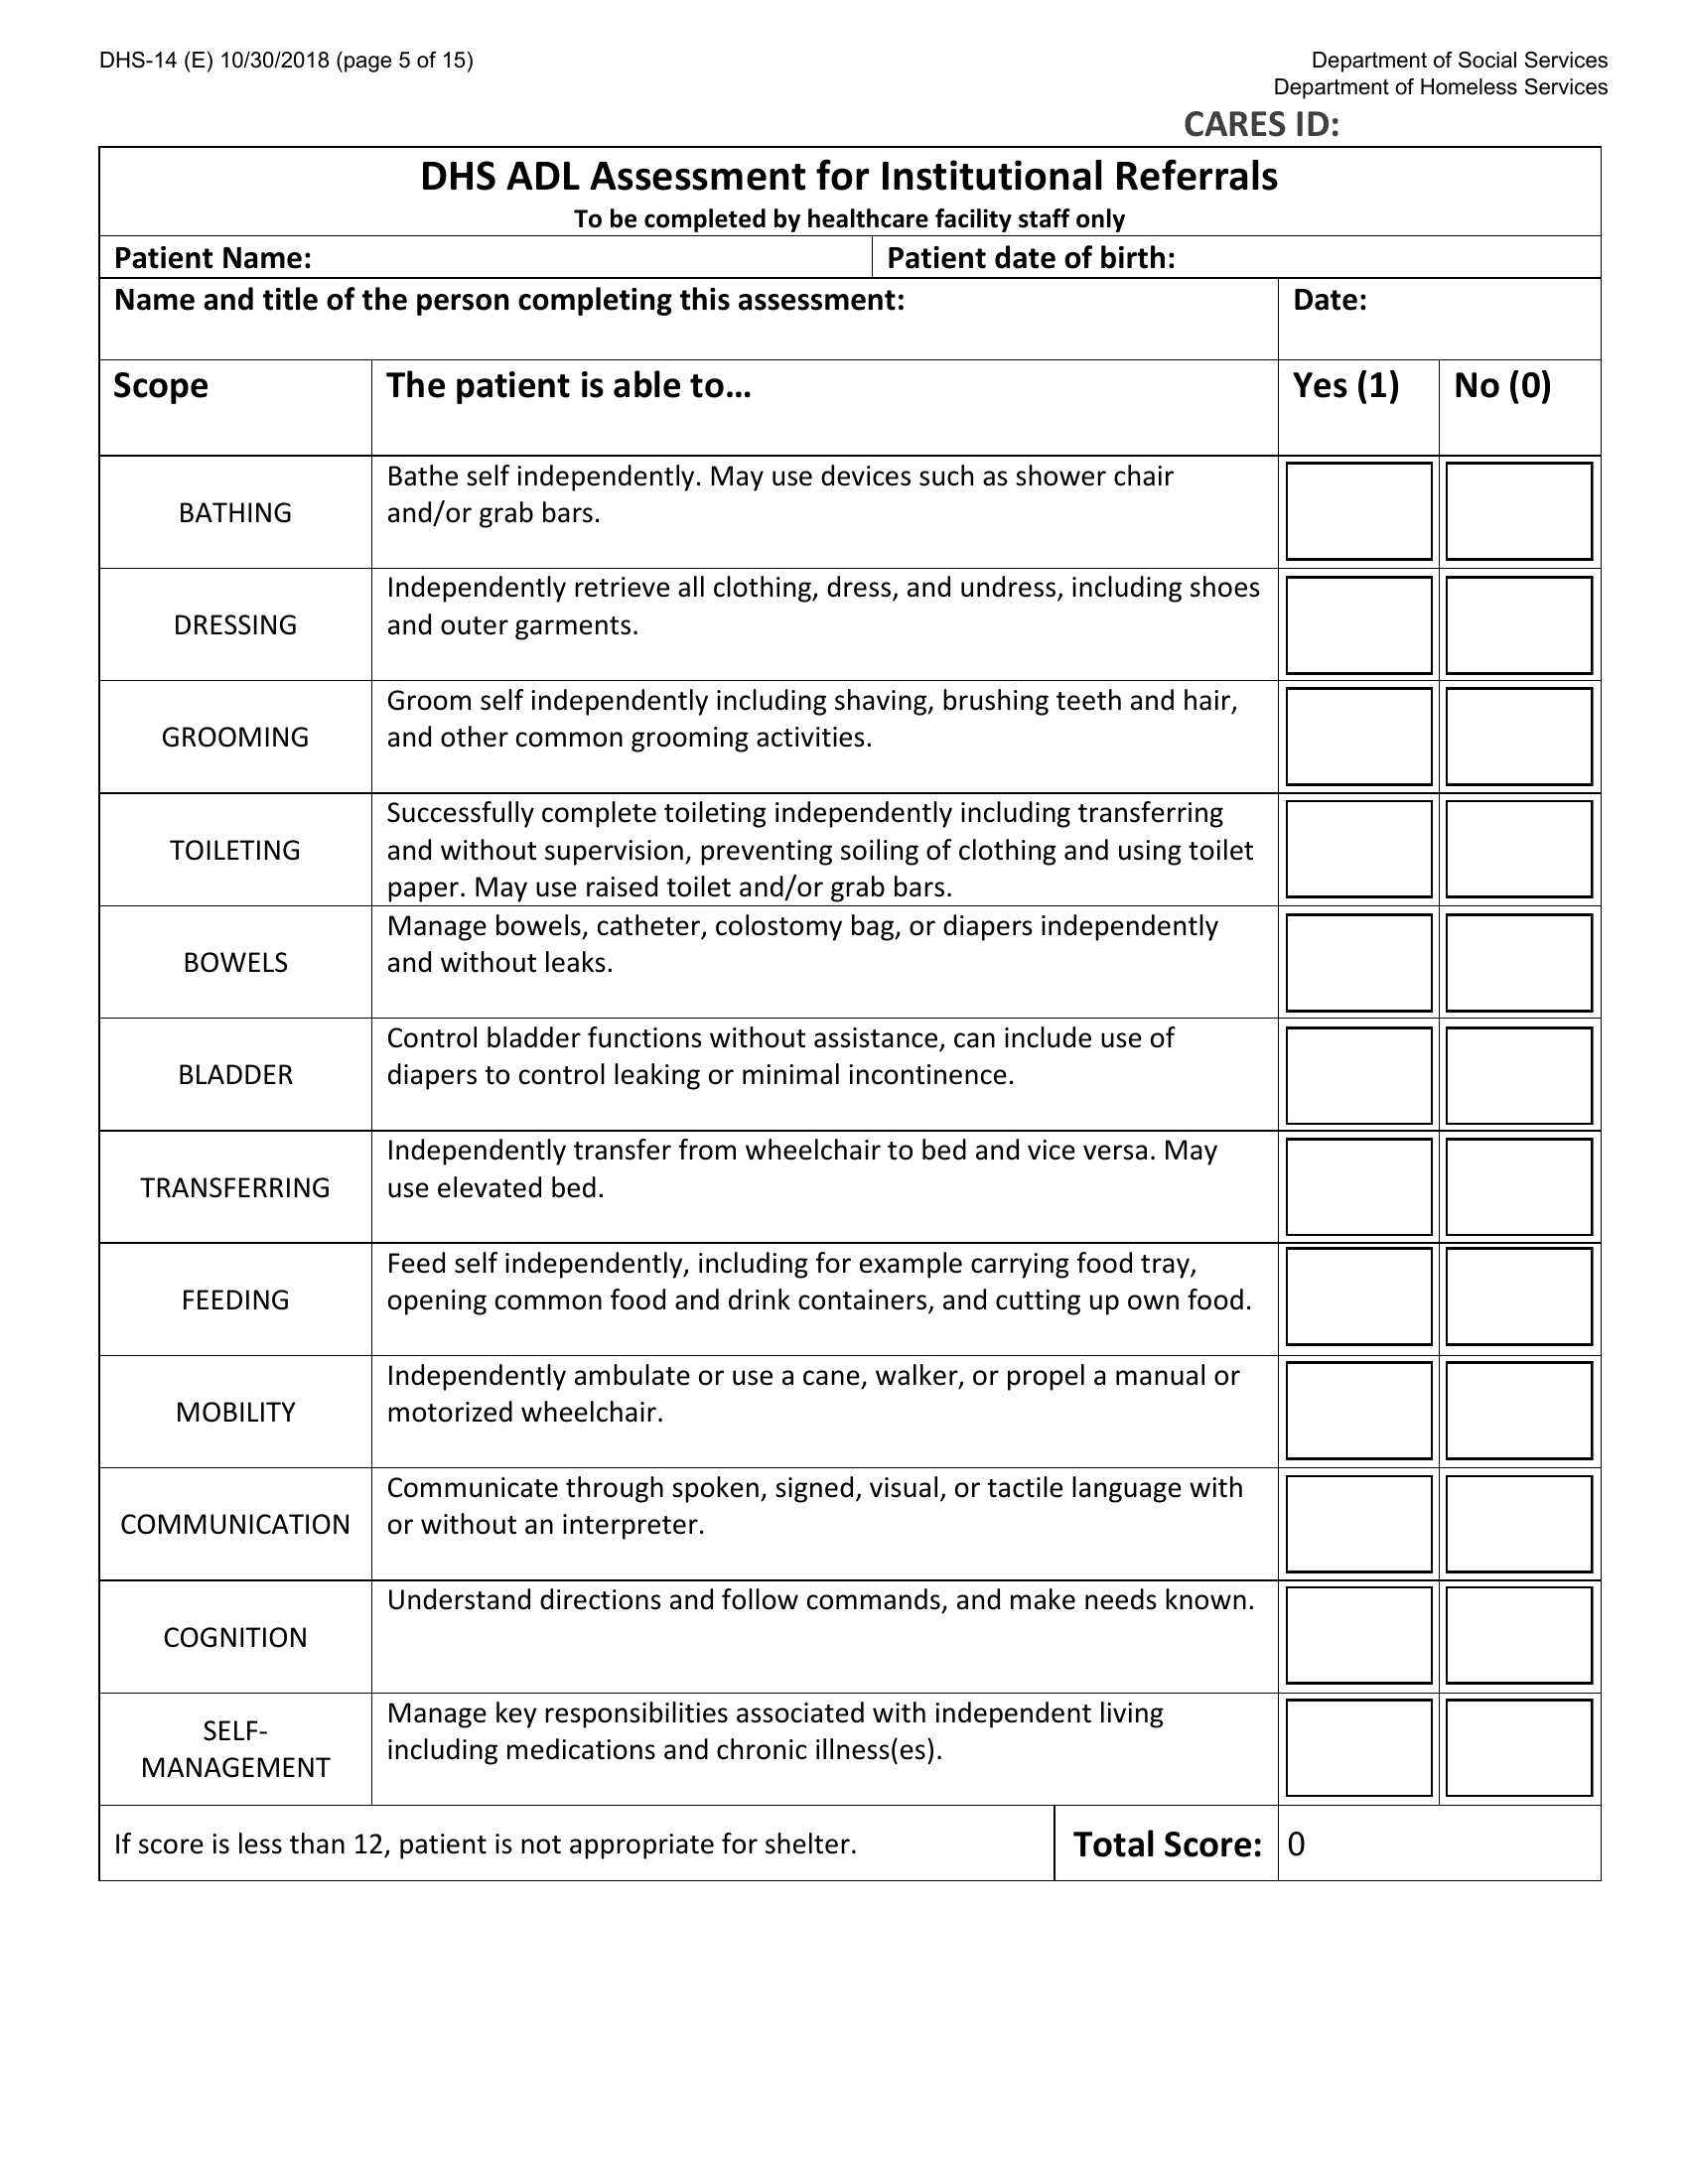 DHS-14 (E) 10/30/2018 (page 5 of 15)
Department of Social Services
Department of Homeless Services
CARES ID:
DHS ADL Assessment for Institutional Referrals
To be completed by healthcare facility staff only
Patient Name:
Patient date of birth:
Name and title of the person completing this assessment:
Date:
Scope
The patient is able to…
Yes (1)
No (0)
BATHING
Bathe self independently. May use devices such as shower chair
and/or grab bars.
DRESSING
Independently retrieve all clothing, dress, and undress, including shoes
and outer garments.
GROOMING
Groom self independently including shaving, brushing teeth and hair,
and other common grooming activities.
TOILETING
Successfully complete toileting independently including transferring
and without supervision, preventing soiling of clothing and using toilet
paper. May use raised toilet and/or grab bars.
BOWELS
Manage bowels, catheter, colostomy bag, or diapers independently
and without leaks.
BLADDER
Control bladder functions without assistance, can include use of
diapers to control leaking or minimal incontinence.
TRANSFERRING
Independently transfer from wheelchair to bed and vice versa. May
use elevated bed.
FEEDING
Feed self independently, including for example carrying food tray,
opening common food and drink containers, and cutting up own food.
MOBILITY
Independently ambulate or use a cane, walker, or propel a manual or
motorized wheelchair.
COMMUNICATION
Communicate through spoken, signed, visual, or tactile language with
or without an interpreter.
COGNITION
Understand directions and follow commands, and make needs known.
SELF-
MANAGEMENT
Manage key responsibilities associated with independent living
including medications and chronic illness(es).
If score is less than 12, patient is not appropriate for shelter.
Total Score:
0